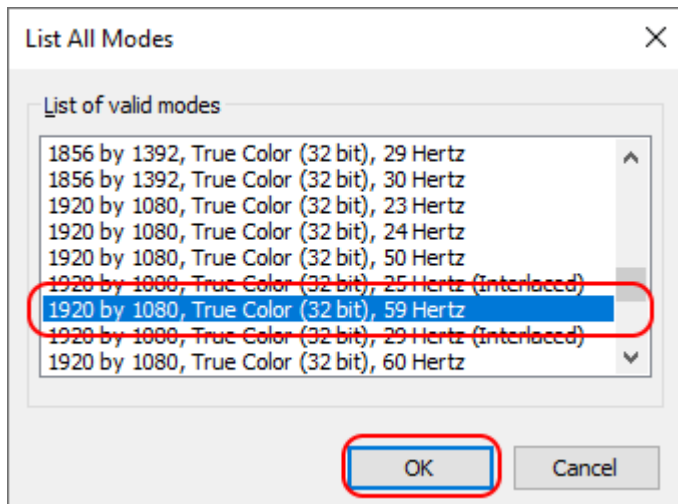 List All Modes
List of valid modes
1856 by 1392, True Color (32 bit), 29 Hertz
1856 by 1392, True Color (32 bit), 30 Hertz
1920 by 1080, True Color (32 bit), 23 Hertz
1920 by 1080, True Color (32 bit), 24 Hertz
1920 by 1080, True Color (32 bit), 50 Hertz
1920 by 1080, True Color (32 bit), 25 Hertz (Interlaced)
1920 by 1080, True Color (32 bit), 59 Hertz
1920 by 1080, True Color (32 bit), 29 Hertz (Interlaced)
1920 by 1080, True Color (32 bit), 60 Hertz
OK Cancel